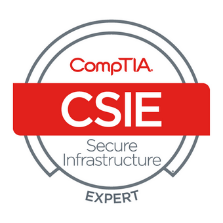 CompTIA.
CSIE
Secure
Infrastructure
EXPERT